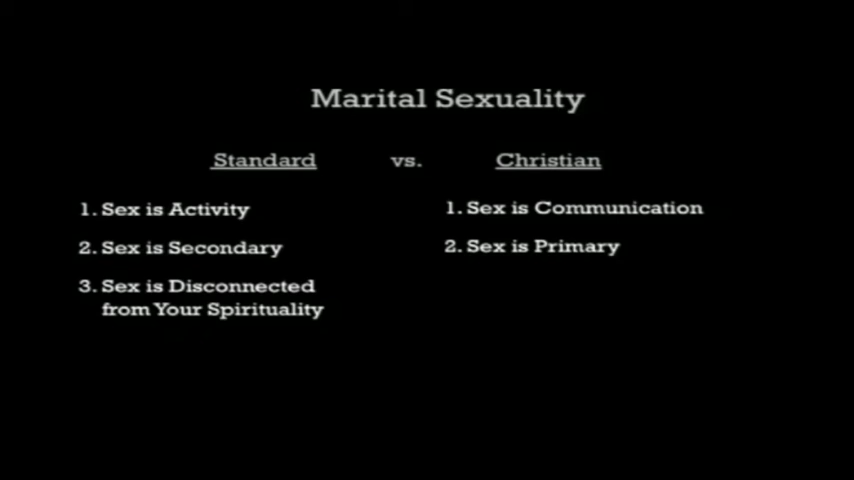 Marital Sexuality
Standard vs. Christian
1. Sex is Activity
2. Sex is Secondary
3. Sex is Disconnected
from Your Spirituality
1. Sex is Communication
2. Sex is Primary